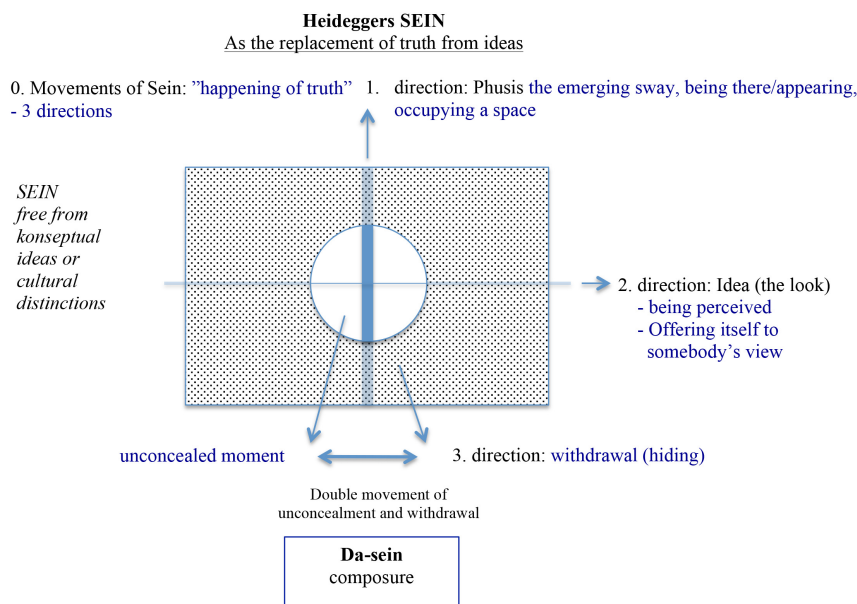 Heideggers SEIN
As the replacement of truth from ideas
0. Movements of Sein: ”happening of truth”
- 3 directions
1. direction: Phusis the emerging sway, being there/appearing,
occupying a space
SEIN
free from
konseptual
ideas or
cultural
distinctions
2. direction: Idea (the look)
- being perceived
- Offering itself to
somebody’s view
unconcealed moment
3. direction: withdrawal (hiding)
Double movement of
unconcealment and withdrawal
Da-sein
composure